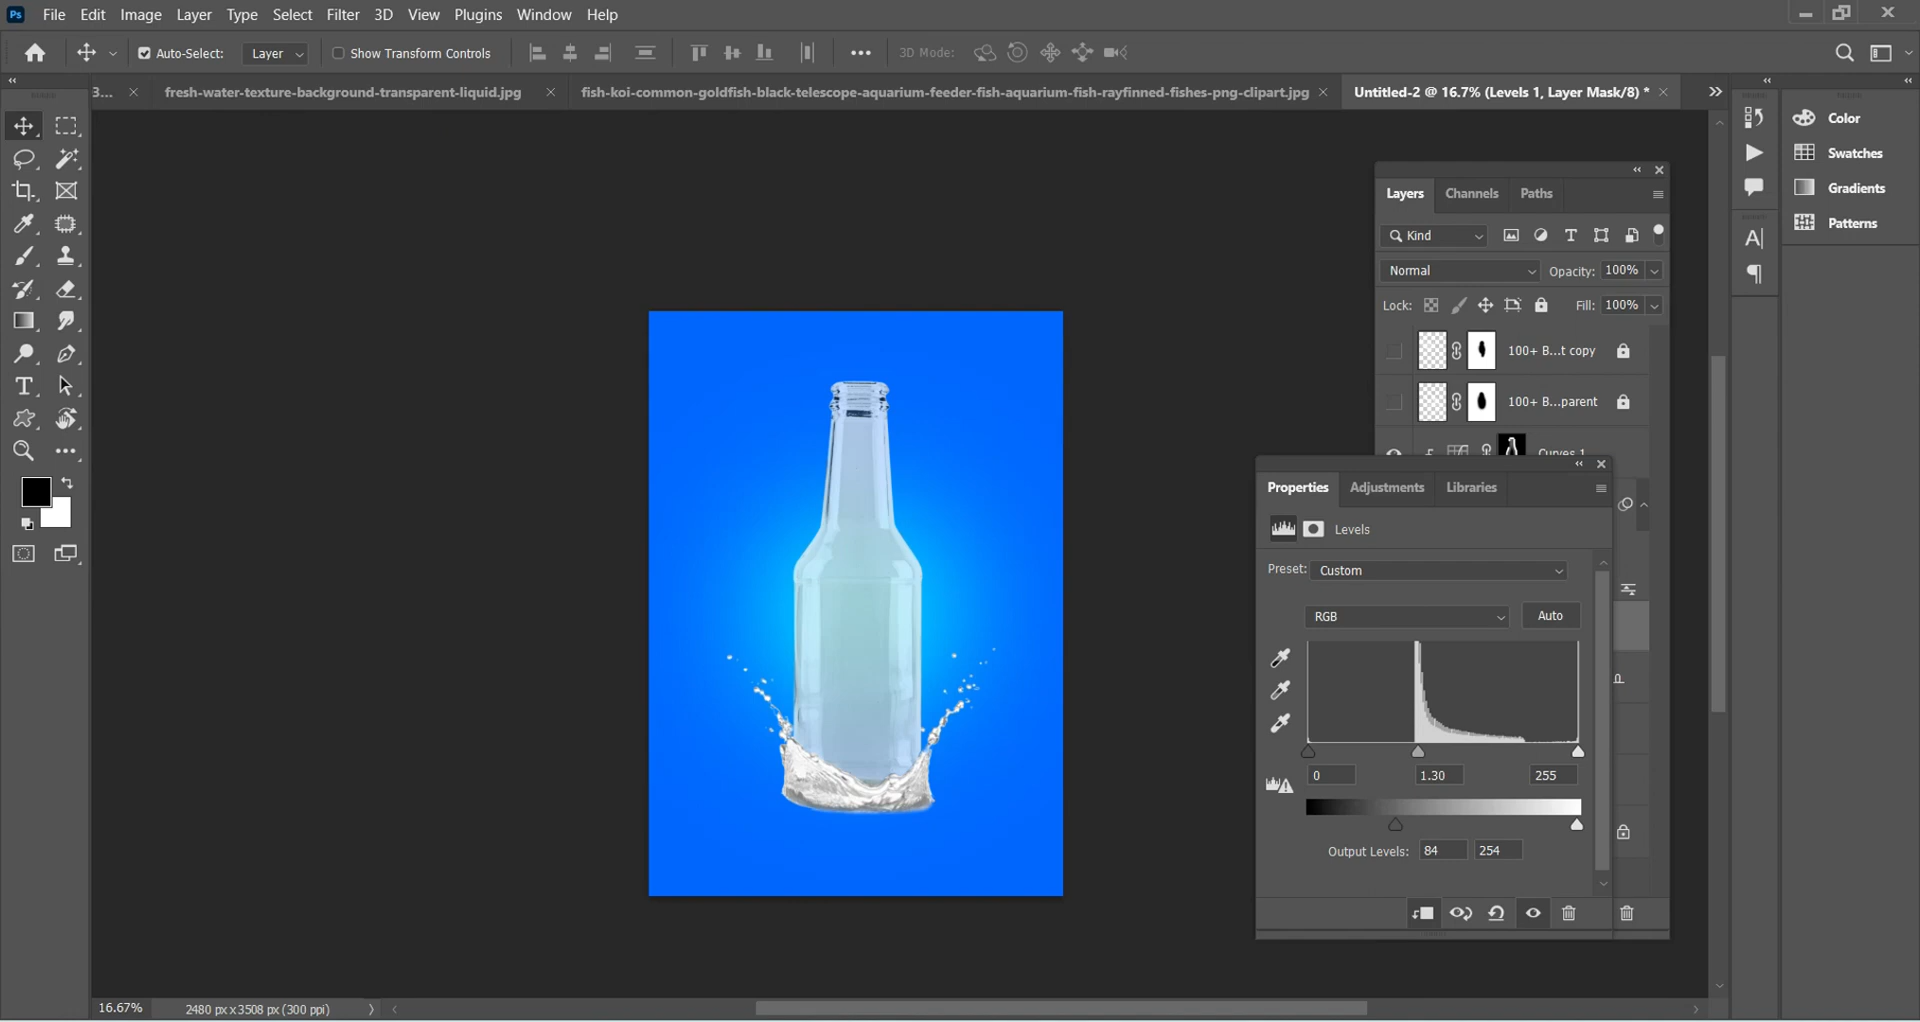 Ps File Edit Image Layer Type Select Filter 3D View Plugins Window Help
Auto-Select: Layer Show Transform Controls 3D Mode:
3... fresh-water-texture-background-transparent-liquid.jpg fish-koi-common-goldfish-black-telescope-aquarium-feeder-fish-aquarium-fish-rayfinned-fishes-png-clipart.jpg Untitled-2 @ 16.7% (Levels 1, Layer Mask/8) *
Color
Swatches
Gradients
Patterns
Layers Channels Paths
Kind
Normal Opacity: 100%
Lock: Fill: 100%
100+ B...t copy
100+ B...parent
Curves 1
Properties Adjustments Libraries
Levels
Preset: Custom
RGB Auto
0 1.30 255
Output Levels: 84 254
16.67% 2480 px x 3508 px (300 ppi)